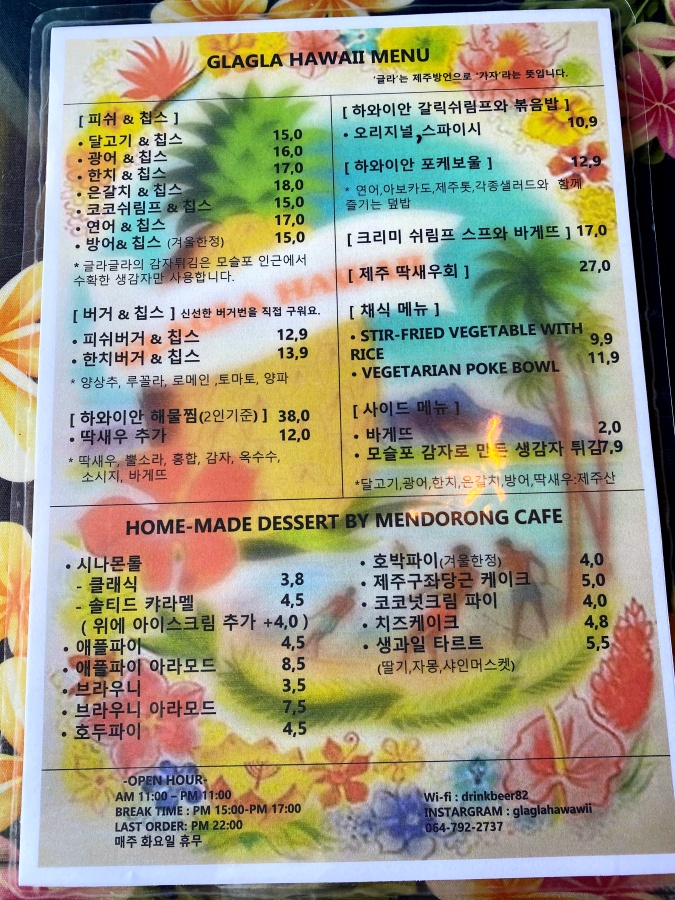 GLAGLA HAWAII MENU
'글라'는 제주방언으로 '가자'라는 뜻입니다.
[ 피쉬 & 칩스 ]
• 달고기 & 칩스 15,0
• 광어 & 칩스 16,0
• 한치 & 칩스 17,0
• 은갈치 & 칩스 18,0
• 코코쉬림프 & 칩스 15,0
• 연어 & 칩스 17,0
• 방어& 칩스 (겨울한정) 15,0
* 글라글라의 감자튀김은 모슬포 인근에서
수확한 생감자만 사용합니다.
[ 버거 & 칩스 ] 신선한 버거번을 직접 구워요.
• 피쉬버거 & 칩스 12,9
• 한치버거 & 칩스 13,9
* 양상추, 루꼴라, 로메인 ,토마토, 양파
[ 하와이안 해물찜(2인기준) ] 38,0
• 딱새우 추가 12,0
* 딱새우, 뿔소라, 홍합, 감자, 옥수수,
소시지, 바게뜨
[ 하와이안 갈릭쉬림프와 볶음밥 ]
• 오리지널,스파이시 10,9
[ 하와이안 포케보울 ] 12,9
* 연어,아보카도,제주톳,각종샐러드와 함께
즐기는 덮밥
[ 크리미 쉬림프 스프와 바게뜨 ] 17,0
[ 제주 딱새우회 ] 27,0
[ 채식 메뉴 ]
• STIR-FRIED VEGETABLE WITH
RICE 9,9
• VEGETARIAN POKE BOWL 11,9
[ 사이드 메뉴 ]
• 바게뜨 2,0
• 모슬포 감자로 만든 생감자 튀김7,9
*달고기,광어,한치,은갈치,방어,딱새우:제주산
HOME-MADE DESSERT BY MENDORONG CAFE
• 시나몬롤
- 클래식 3,8
- 솔티드 캬라멜 4,5
( 위에 아이스크림 추가 +4,0 )
• 애플파이 4,5
• 애플파이 아라모드 8,5
• 브라우니 3,5
• 브라우니 아라모드 7,5
• 호두파이 4,5
• 호박파이(겨울한정) 4,0
• 제주구좌당근 케이크 5,0
• 코코넛크림 파이 4,0
• 치즈케이크 4,8
• 생과일 타르트 5,5
(딸기,자몽,샤인머스켓)
-OPEN HOUR-
AM 11:00 – PM 11:00
BREAK TIME : PM 15:00-PM 17:00
LAST ORDER: PM 22:00
매주 화요일 휴무
Wi-fi : drinkbeer82
INSTARGRAM : glaglahawawii
064-792-2737